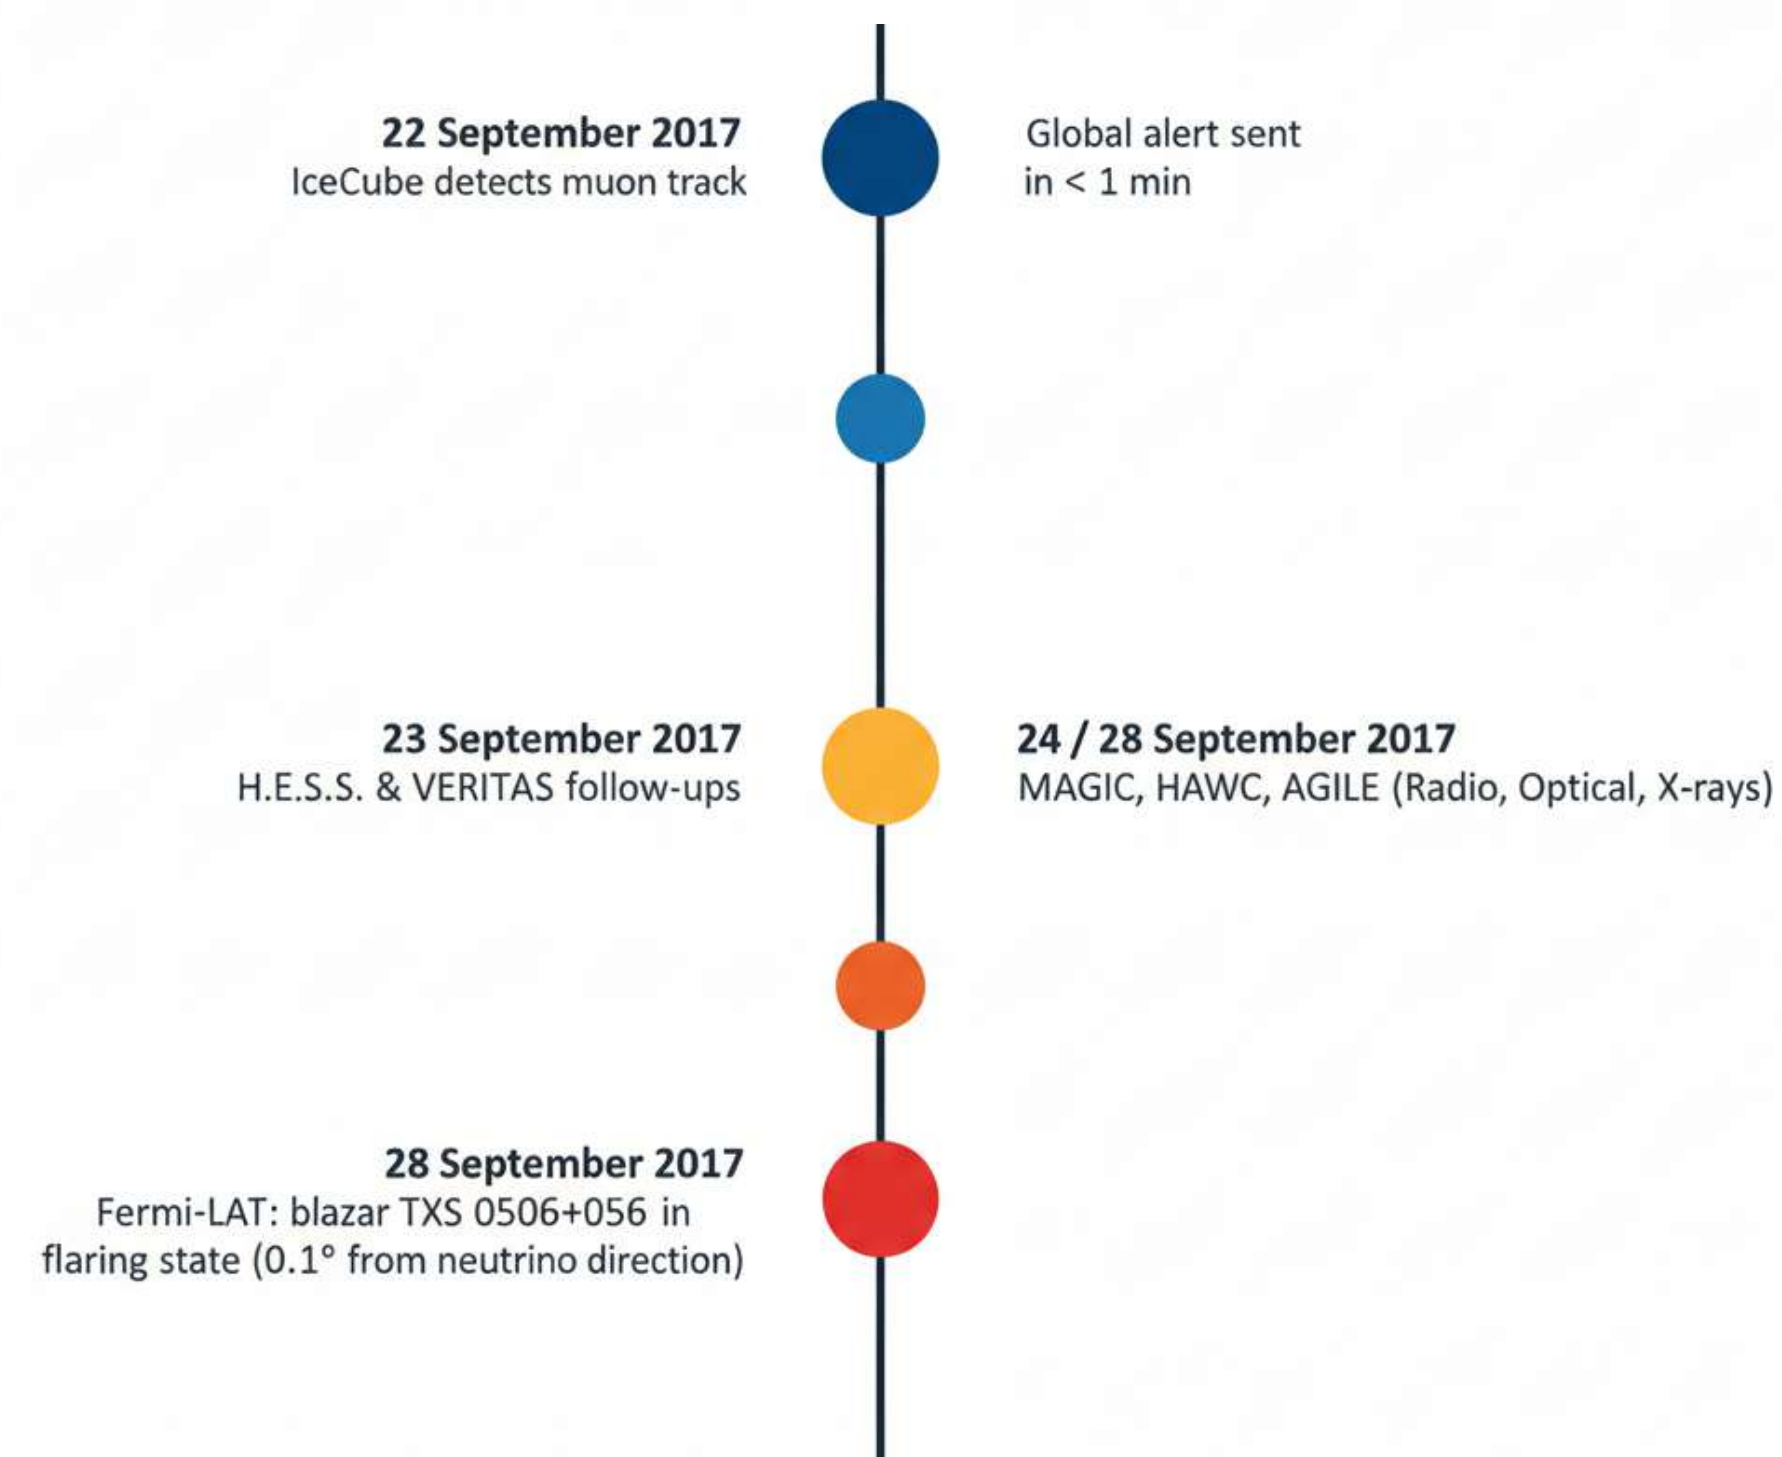 22 September 2017
IceCube detects muon track
Global alert sent
in < 1 min
23 September 2017
H.E.S.S. & VERITAS follow-ups
24 / 28 September 2017
MAGIC, HAWC, AGILE (Radio, Optical, X-rays)
28 September 2017
Fermi-LAT: blazar TXS 0506+056 in
flaring state (0.1° from neutrino direction)